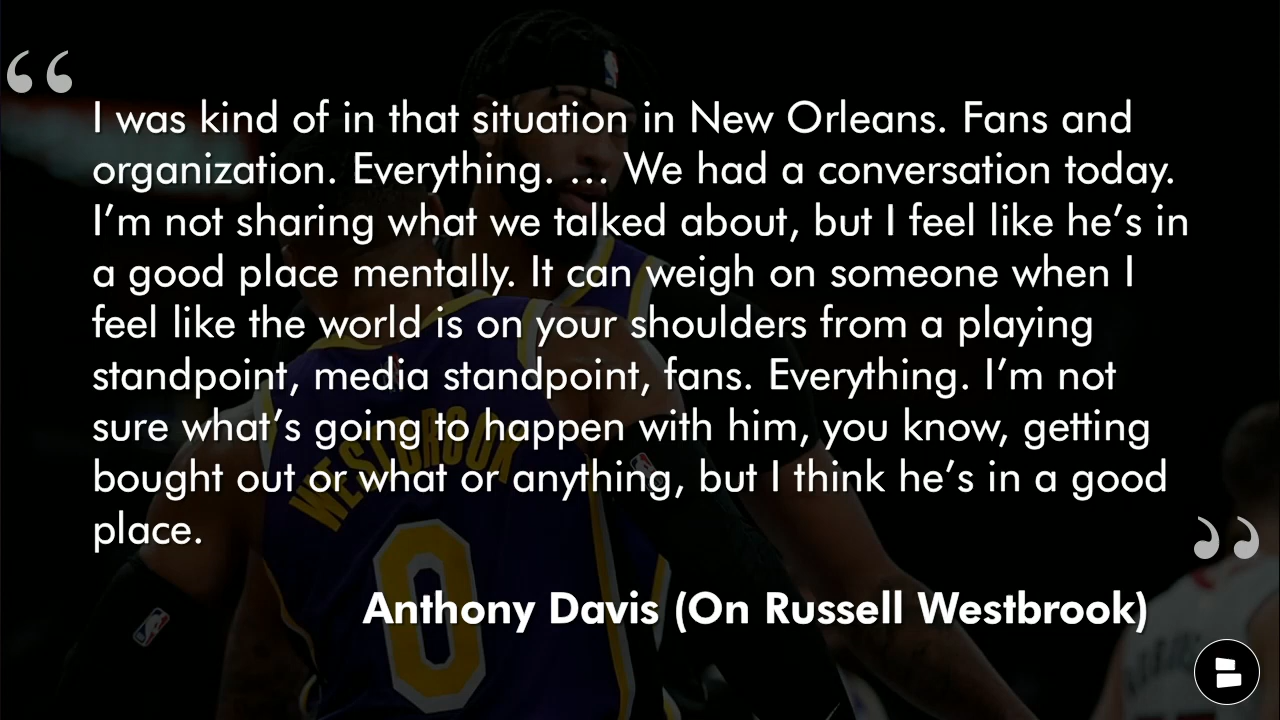 “
I was kind of in that situation in New Orleans. Fans and
organization. Everything. … We had a conversation today.
I’m not sharing what we talked about, but I feel like he’s in
a good place mentally. It can weigh on someone when I
feel like the world is on your shoulders from a playing
standpoint, media standpoint, fans. Everything. I’m not
sure what’s going to happen with him, you know, getting
bought out or what or anything, but I think he’s in a good
place.
”
Anthony Davis (On Russell Westbrook)
WESTBROOK
0